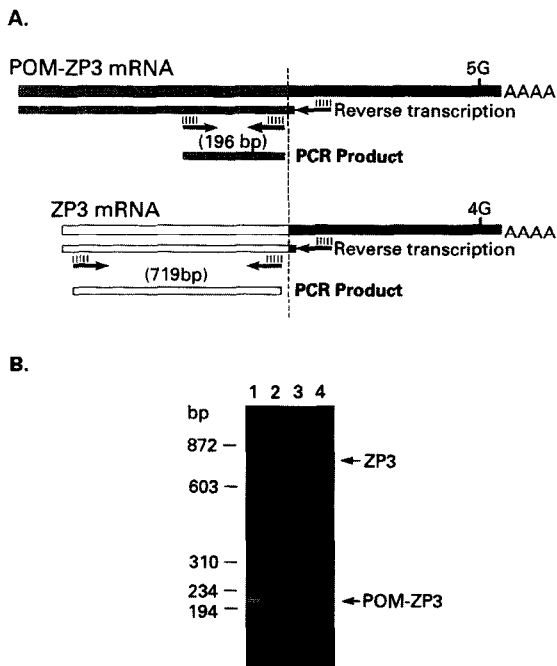 A.
5G
POM-ZP3 mRNA
AAAA
Reverse transcription
(196 bp)
PCR Product
ZP3 mRNA
4G
AAAA
Reverse transcription
(719bp)
PCR Product
B.
1 2 3 4
bp
872
ZP3
603
310
234
194
POM-ZP3